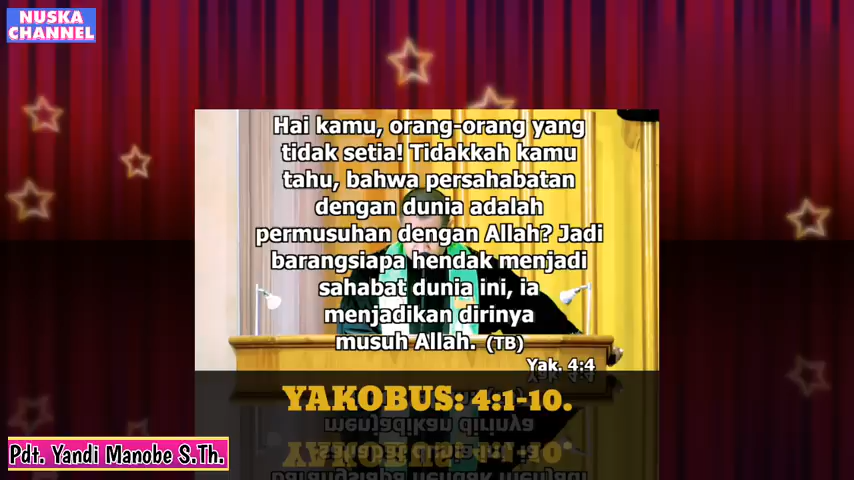 NUSKA
CHANNEL
Hai kamu, orang-orang yang
tidak setia! Tidakkah kamu
tahu, bahwa persahabatan
dengan dunia adalah
permusuhan dengan Allah? Jadi
barangsiapa hendak menjadi
sahabat dunia ini, ia
menjadikan dirinya
musuh Allah. (TB)
Yak. 4:4
YAKOBUS: 4:1-10.
Pdt. Yandi Manobe S.Th.